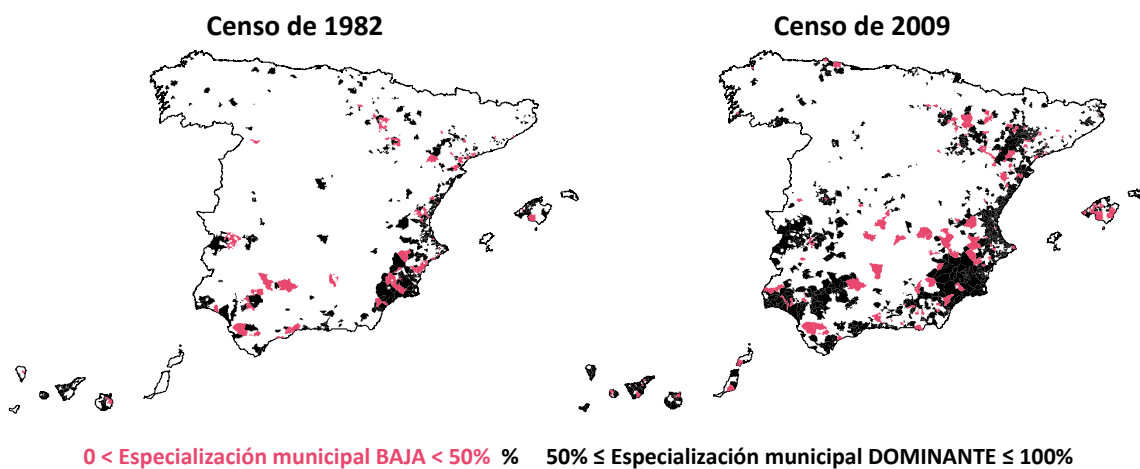 Censo de 1982
Censo de 2009
0 < Especialización municipal BAJA < 50% % 50% ≤ Especialización municipal DOMINANTE ≤ 100%